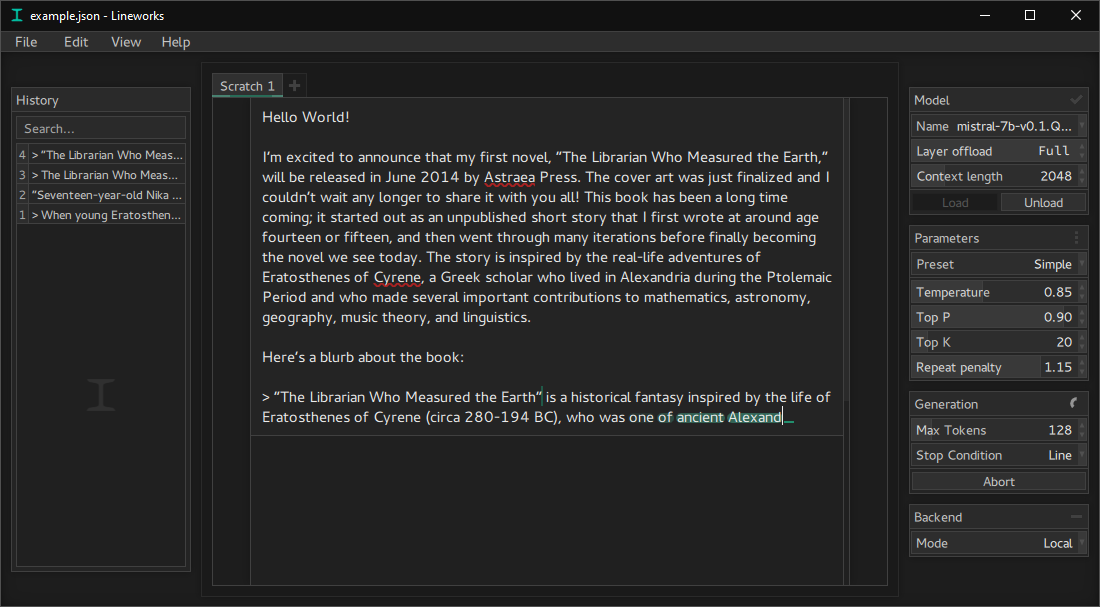 example.json - Lineworks
File Edit View Help
History
Search...
4 > "The Librarian Who Meas...
3 > The Librarian Who Meas...
2 "Seventeen-year-old Nika ...
1 > When young Eratosthen...
Scratch 1
Hello World!
I'm excited to announce that my first novel, "The Librarian Who Measured the Earth,"
will be released in June 2014 by Astraea Press. The cover art was just finalized and I
couldn't wait any longer to share it with you all! This book has been a long time
coming; it started out as an unpublished short story that I first wrote at around age
fourteen or fifteen, and then went through many iterations before finally becoming
the novel we see today. The story is inspired by the real-life adventures of
Eratosthenes of Cyrene, a Greek scholar who lived in Alexandria during the Ptolemaic
Period and who made several important contributions to mathematics, astronomy,
geography, music theory, and linguistics.
Here's a blurb about the book:
> "The Librarian Who Measured the Earth" is a historical fantasy inspired by the life of
Eratosthenes of Cyrene (circa 280-194 BC), who was one of ancient Alexand
Model
Name mistral-7b-v0.1.Q...
Layer offload Full
Context length 2048
Load Unload
Parameters
Preset Simple
Temperature 0.85
Top P 0.90
Top K 20
Repeat penalty 1.15
Generation
Max Tokens 128
Stop Condition Line
Abort
Backend
Mode Local